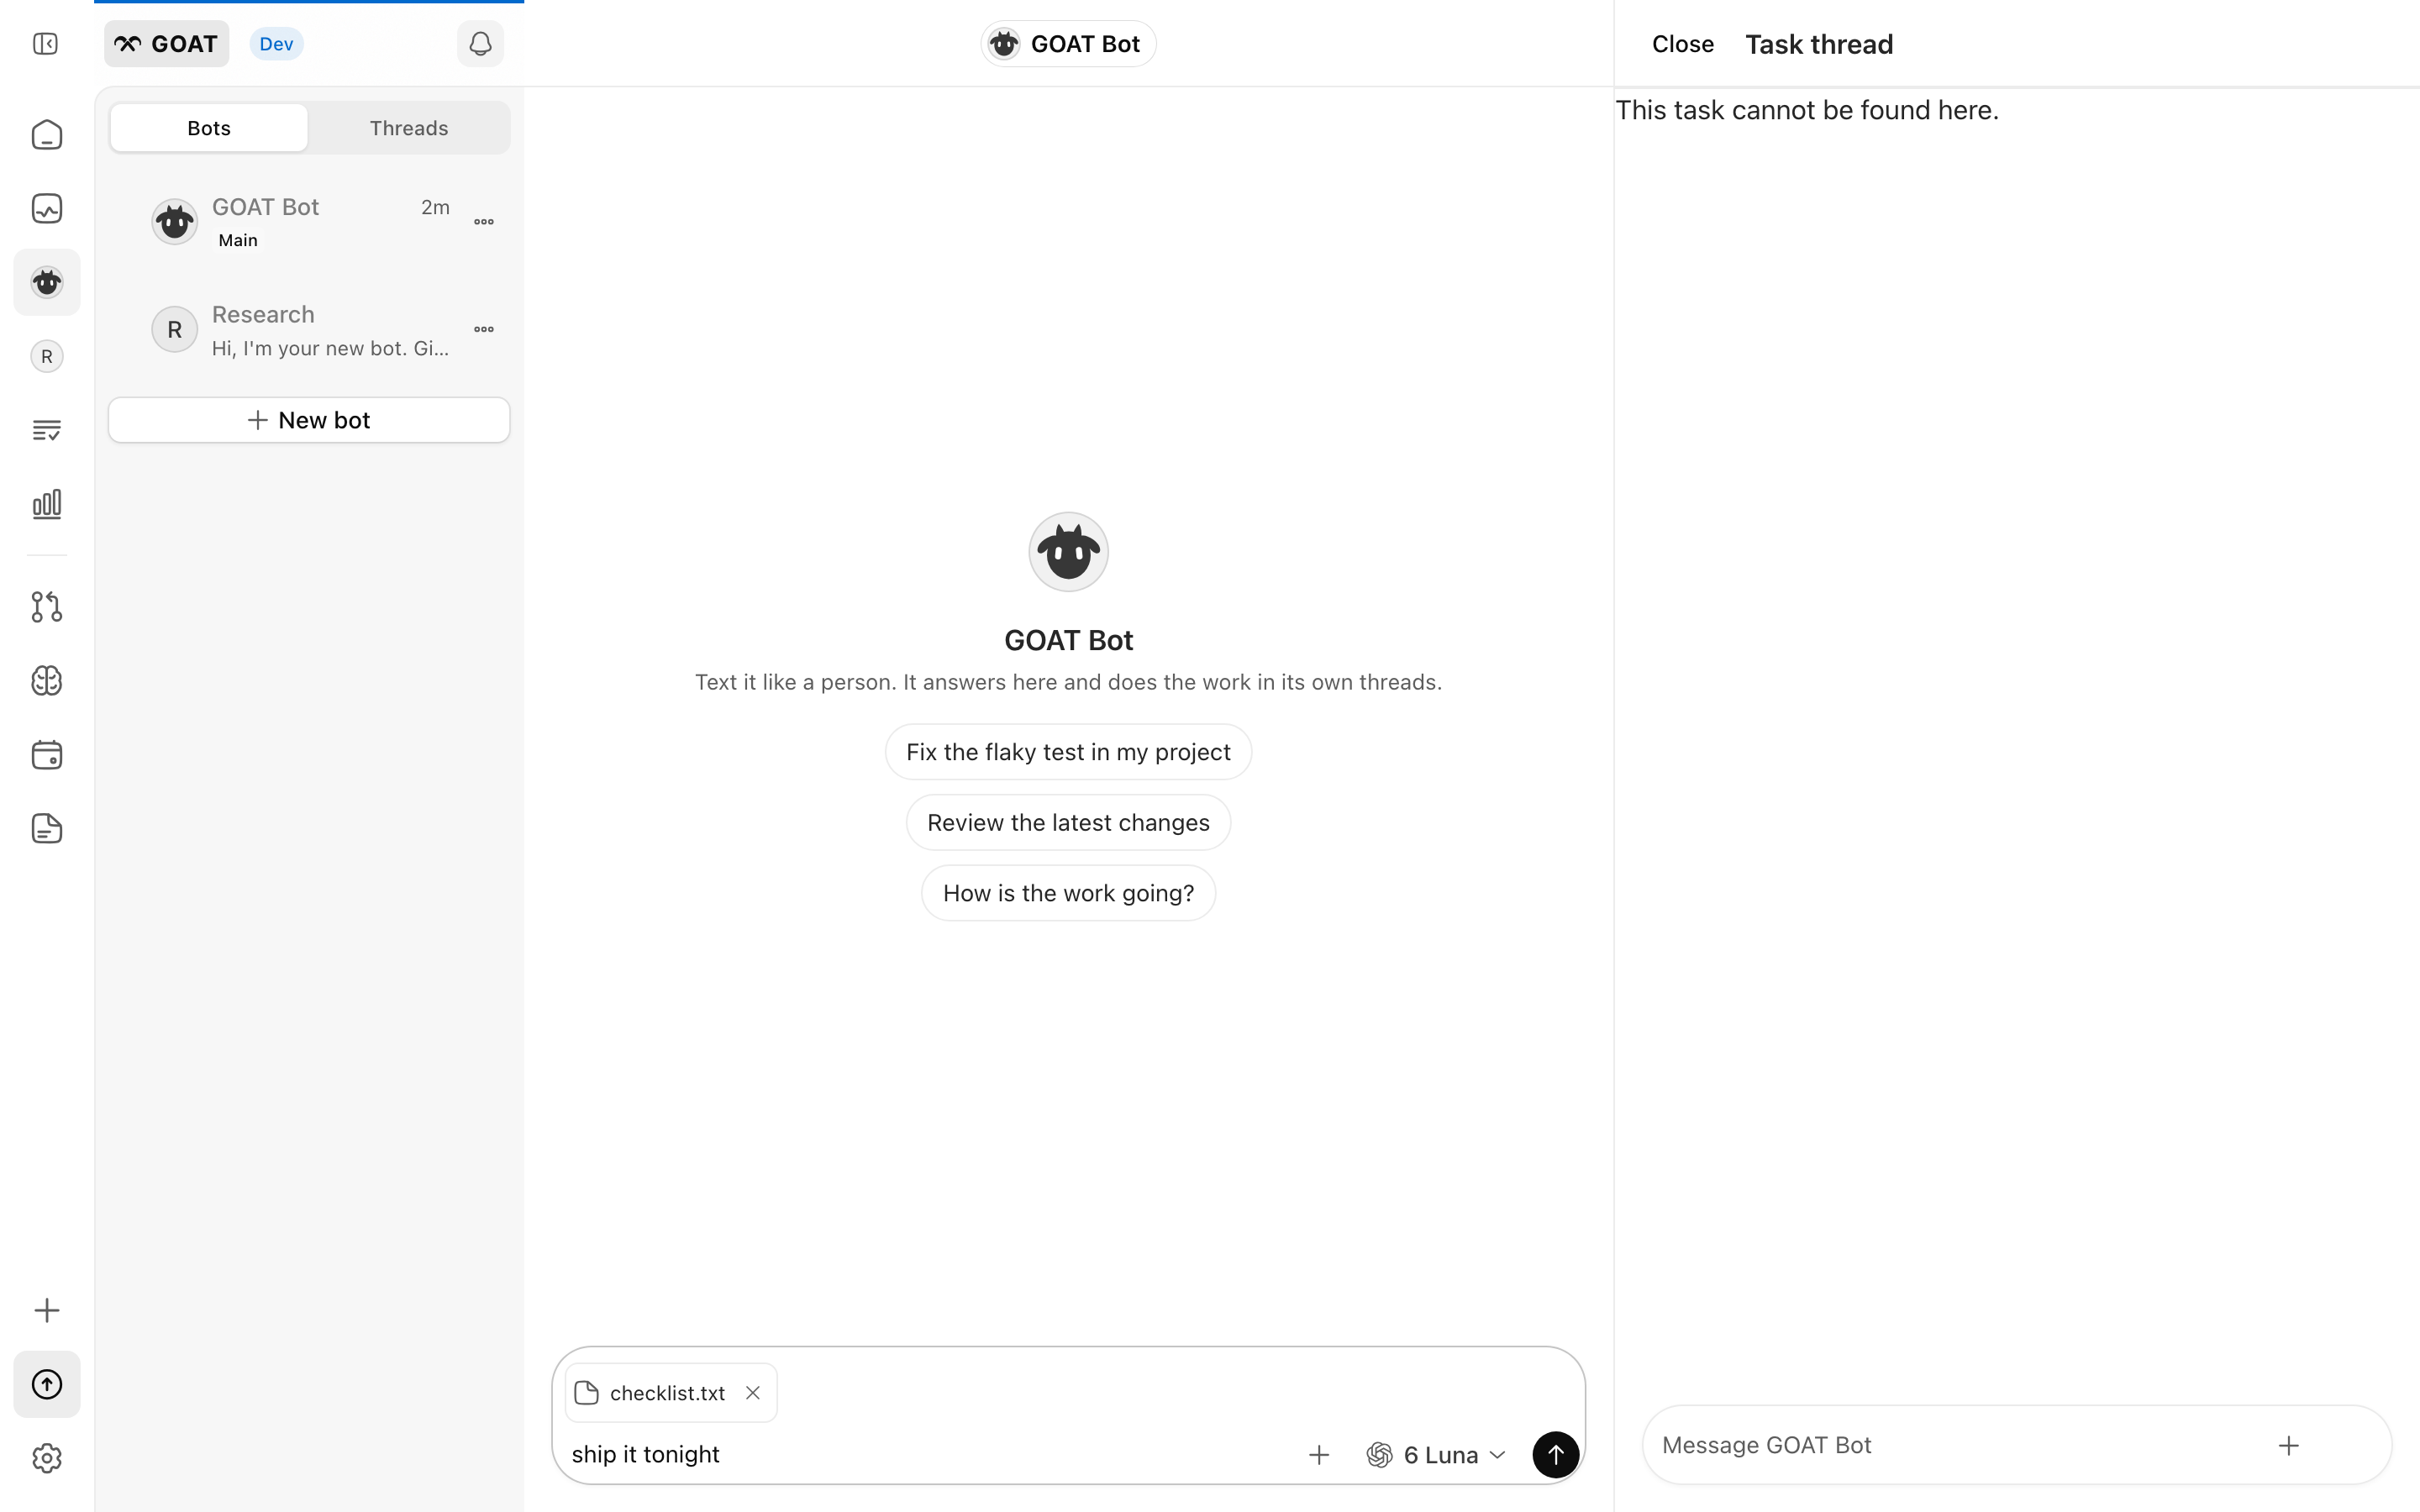 GOAT
Dev
GOAT Bot
Close
Task thread
This task cannot be found here.
Bots
Threads
GOAT Bot
2m
Main
R
Research
Hi, I'm your new bot. Gi...
R
New bot
GOAT Bot
Text it like a person. It answers here and does the work in its own threads.
Fix the flaky test in my project
Review the latest changes
How is the work going?
checklist.txt
ship it tonight
6 Luna
Message GOAT Bot